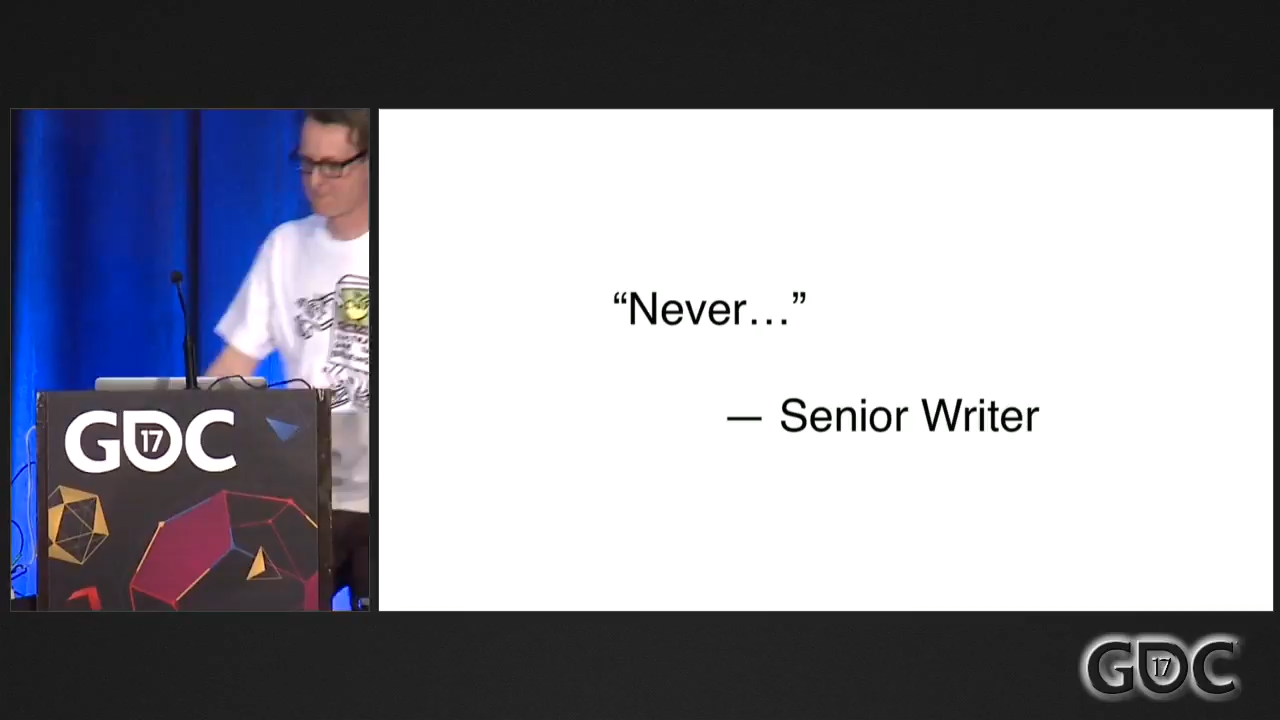 GDC
17
“Never…”
— Senior Writer
GDC
17